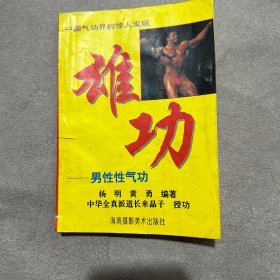 中国气功界的惊人发现
雄
功
——男性性气功
杨明 黄勇 编著
中华全真派道长米晶子 授功
海南摄影美术出版社